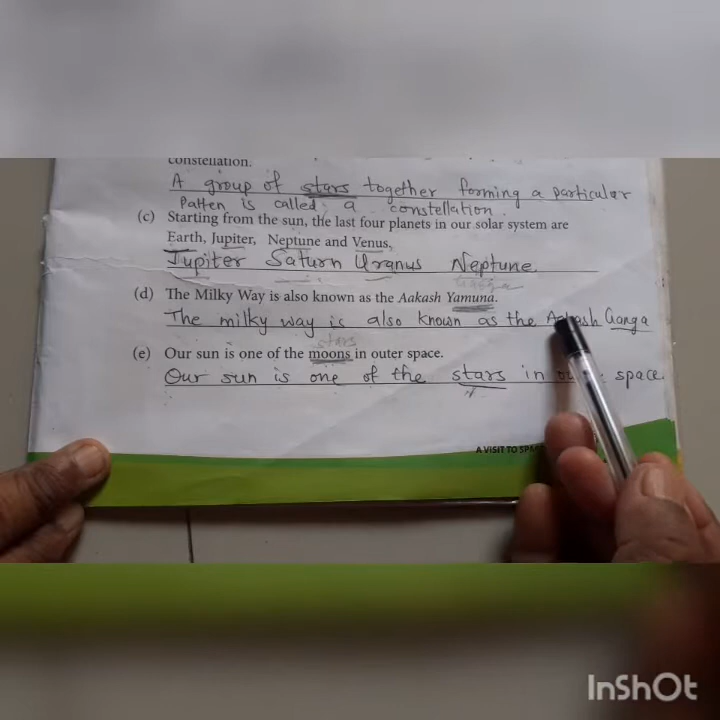 constellation.
A group of stars together forming a particular
Patten is called a constellation.
(c) Starting from the sun, the last four planets in our solar system are
Earth, Jupiter, Neptune and Venus.
Jupiter Saturn Uranus Neptune
(d) The Milky Way is also known as the Aakash Yamuna.
The milky way is also known as the Aakash Ganga
stars
(e) Our sun is one of the moons in outer space.
Our sun is one of the stars in space.
A VISIT TO
InShOt